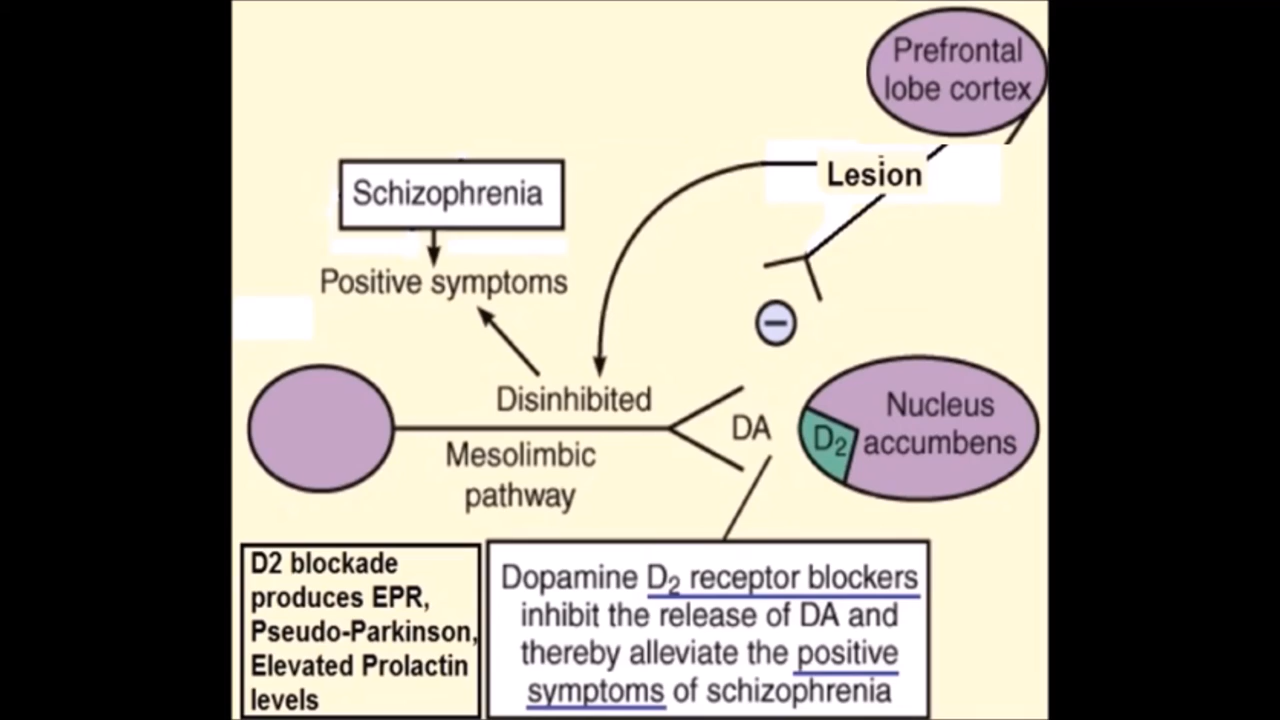 Prefrontal
lobe cortex
Lesion
Schizophrenia
Positive symptoms
Disinhibited
Mesolimbic
pathway
DA
D2
Nucleus
accumbens
D2 blockade
produces EPR,
Pseudo-Parkinson,
Elevated Prolactin
levels
Dopamine D2 receptor blockers
inhibit the release of DA and
thereby alleviate the positive
symptoms of schizophrenia